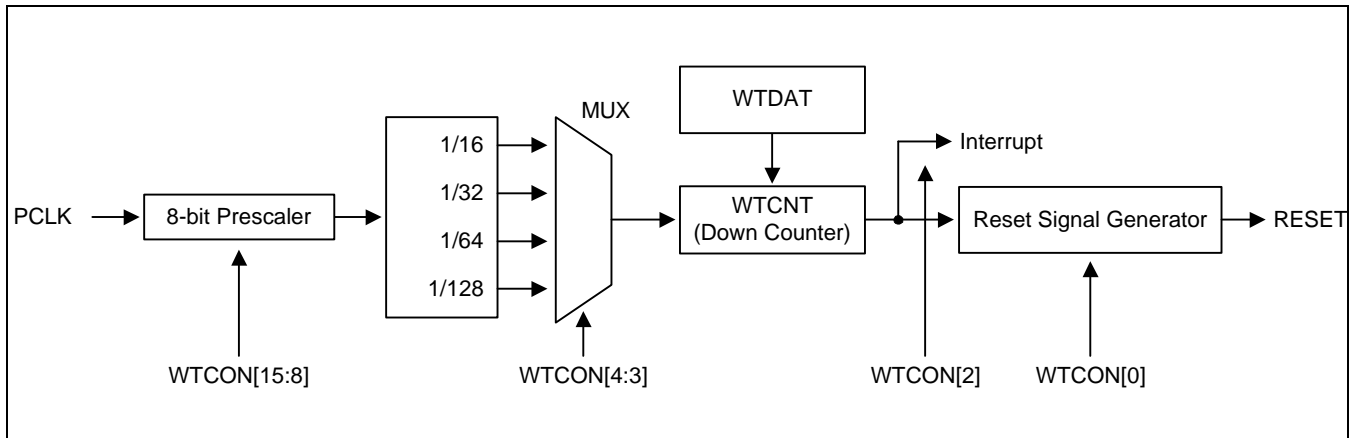 MUX
WTDAT
1/16
1/32
1/64
1/128
Interrupt
PCLK
8-bit Prescaler
WTCNT
(Down Counter)
Reset Signal Generator
RESET
WTCON[15:8]
WTCON[4:3]
WTCON[2]
WTCON[0]